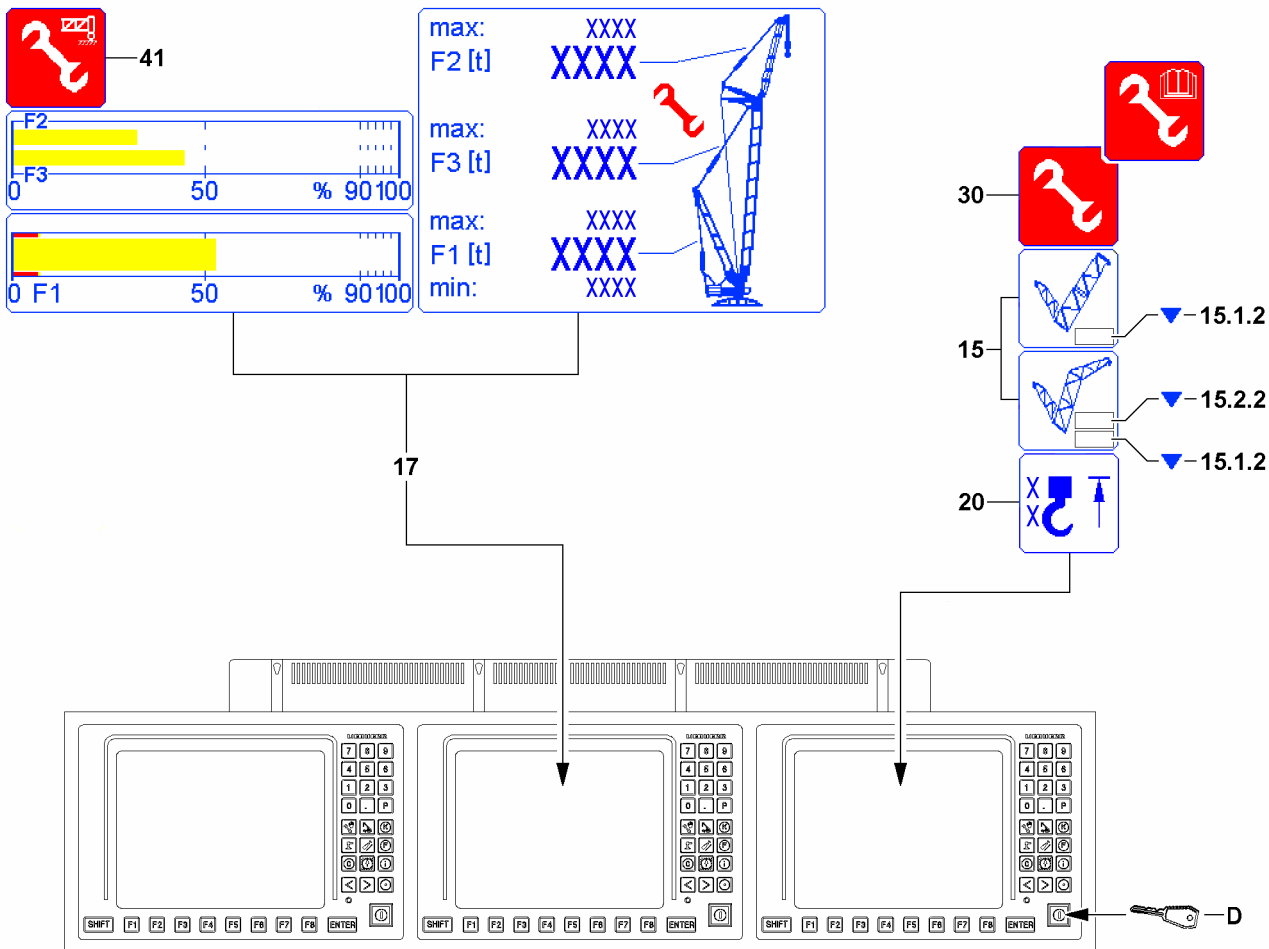 41
max: XXXX
F2 [t] XXXX
max: XXXX
F3 [t] XXXX
max: XXXX
F1 [t] XXXX
min: XXXX
F2
F3
0 50 % 90 100
0 F1 50 % 90 100
17
30
15
15.1.2
15.2.2
15.1.2
20
X
X
7 8 9
4 5 6
1 2 3
0 . P
K
F
i
< >
SHIFT F1 F2 F3 F4 F5 F6 F7 F8 ENTER
7 8 9
4 5 6
1 2 3
0 . P
K
F
i
< >
SHIFT F1 F2 F3 F4 F5 F6 F7 F8 ENTER
7 8 9
4 5 6
1 2 3
0 . P
K
F
i
< >
SHIFT F1 F2 F3 F4 F5 F6 F7 F8 ENTER
D